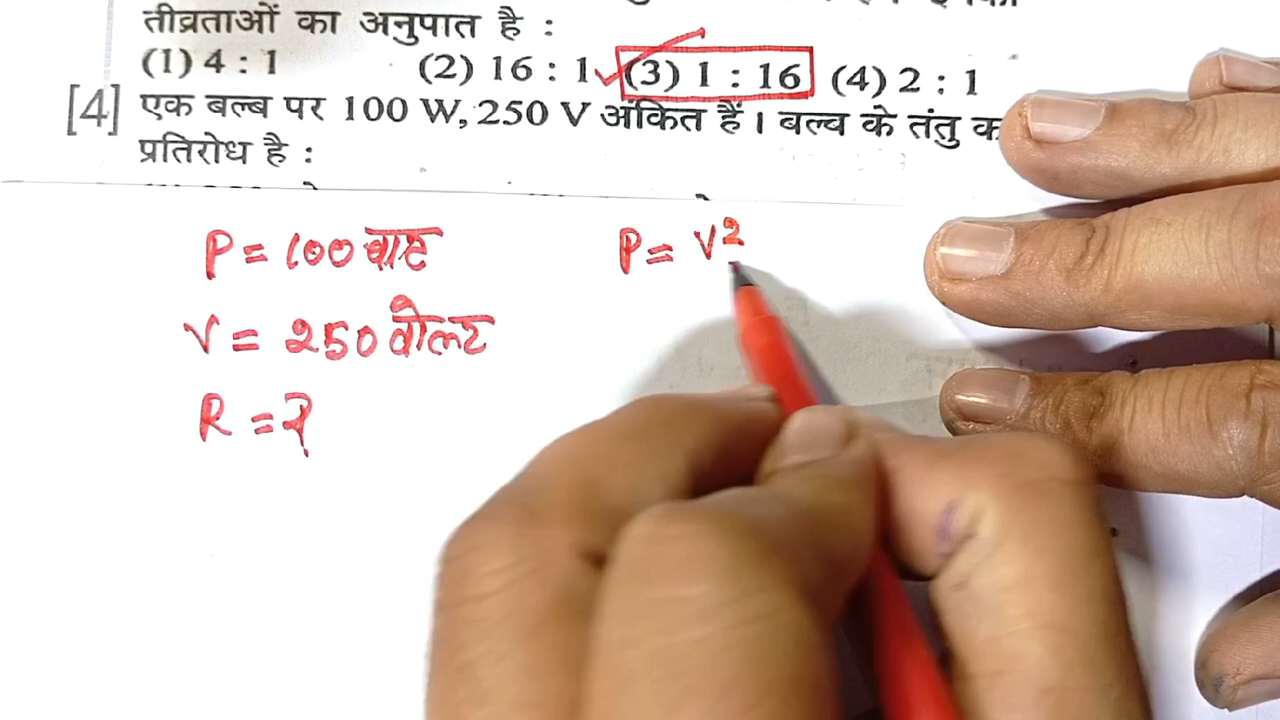 तीव्रताओं का अनुपात है :
(1) 4 : 1 (2) 16 : 1 (3) 1 : 16 (4) 2 : 1
[4] एक बल्ब पर 100 W, 250 V अंकित हैं। बल्ब के तंतु
प्रतिरोध है :
P = 100 वाट P = V²
V = 250 वोल्ट
R = ?